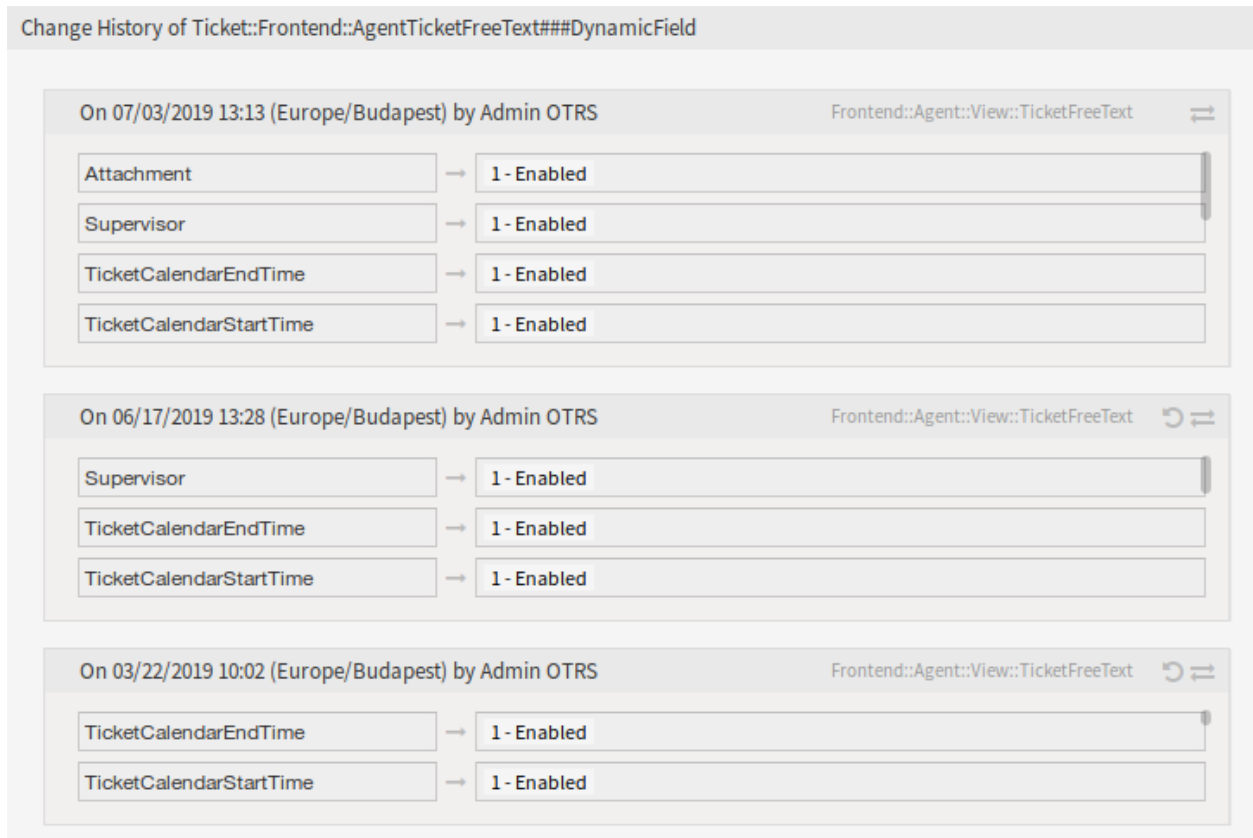 Change History of Ticket::Frontend::AgentTicketFreeText###DynamicField
On 07/03/2019 13:13 (Europe/Budapest) by Admin OTRS Frontend::Agent::View::TicketFreeText
Attachment → 1 - Enabled
Supervisor → 1 - Enabled
TicketCalendarEndTime → 1 - Enabled
TicketCalendarStartTime → 1 - Enabled
On 06/17/2019 13:28 (Europe/Budapest) by Admin OTRS Frontend::Agent::View::TicketFreeText
Supervisor → 1 - Enabled
TicketCalendarEndTime → 1 - Enabled
TicketCalendarStartTime → 1 - Enabled
On 03/22/2019 10:02 (Europe/Budapest) by Admin OTRS Frontend::Agent::View::TicketFreeText
TicketCalendarEndTime → 1 - Enabled
TicketCalendarStartTime → 1 - Enabled